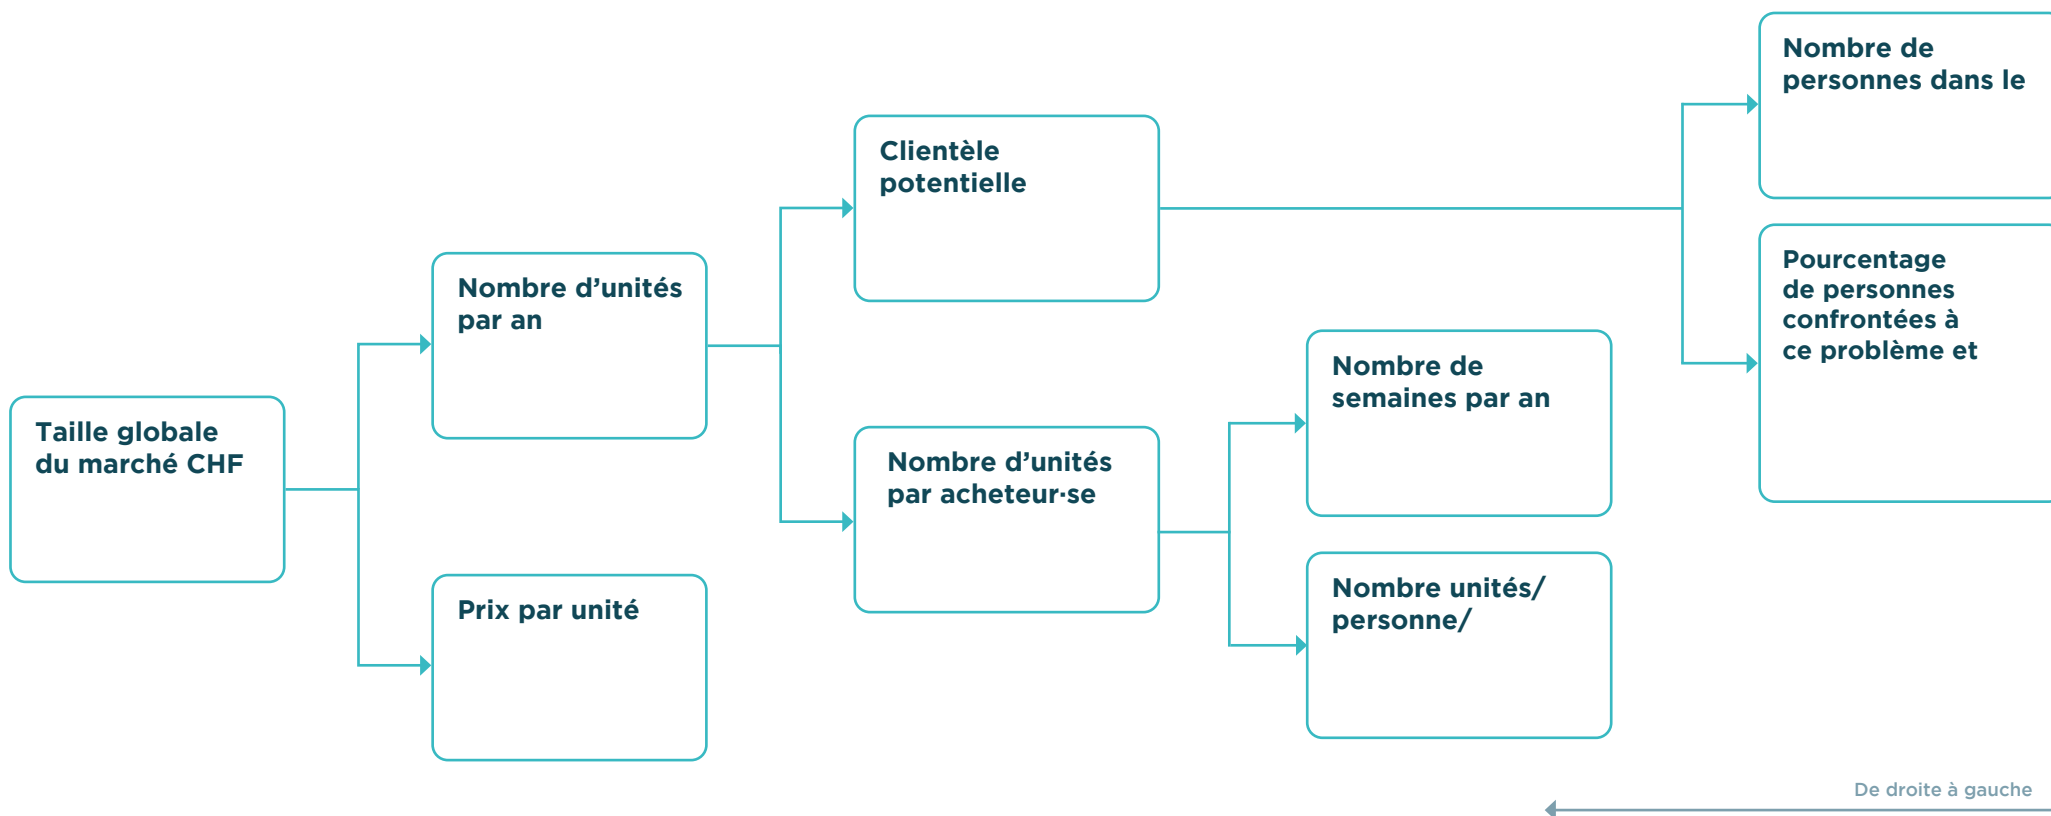 Nombre de
personnes dans le
Clientèle
potentielle
Pourcentage
de personnes
confrontées à
ce problème et
Nombre d’unités
par an
Nombre de
semaines par an
Taille globale
du marché CHF
Nombre d’unités
par acheteur·se
Nombre unités/
personne/
Prix par unité
De droite à gauche